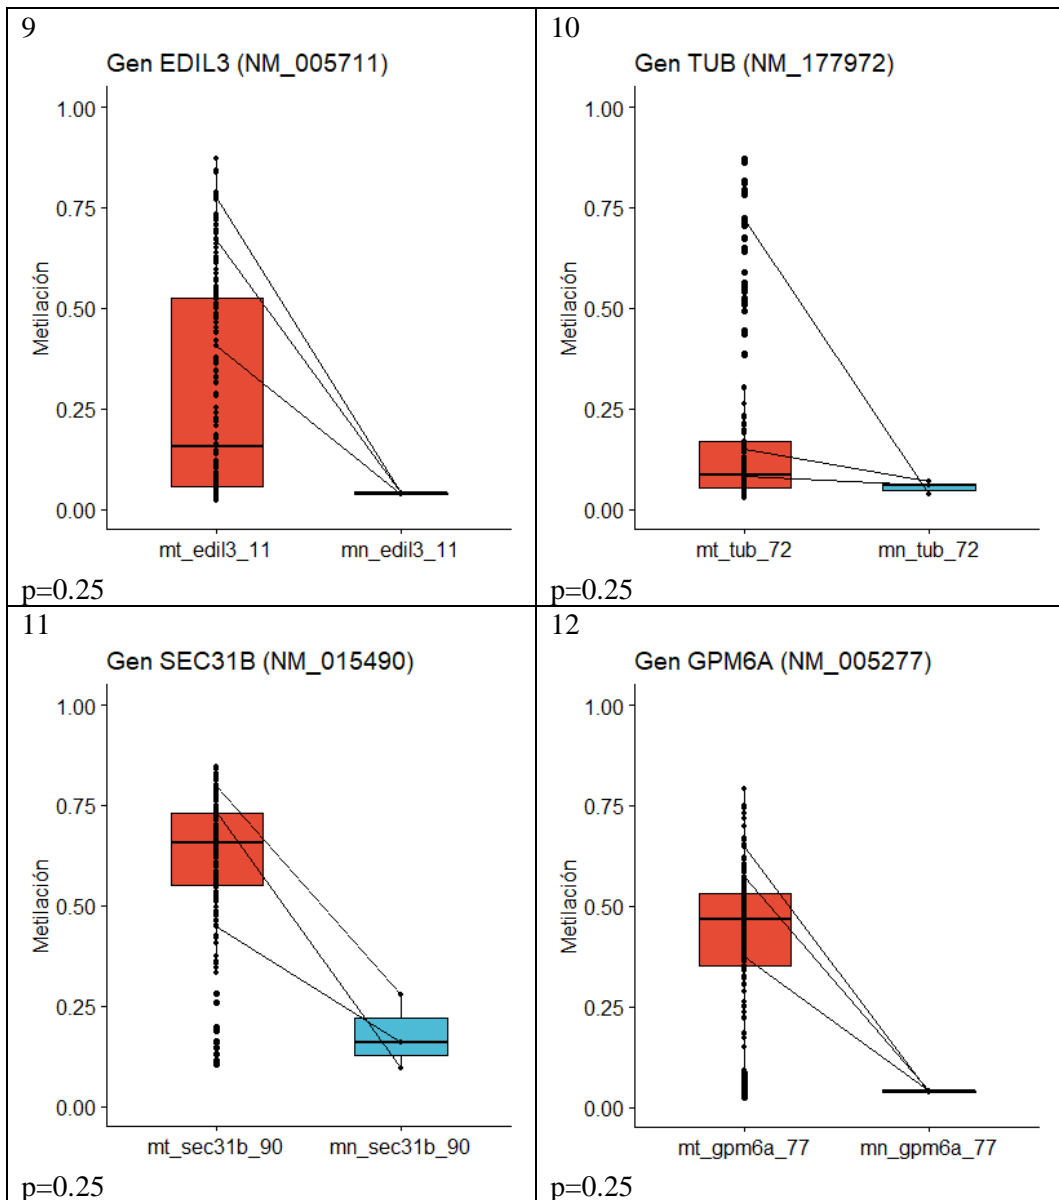 9
Gen EDIL3 (NM_005711)
1.00
0.75
0.50
0.25
0.00
Metilación
mt_edil3_11 mn_edil3_11
p=0.25
10
Gen TUB (NM_177972)
1.00
0.75
0.50
0.25
0.00
Metilación
mt_tub_72 mn_tub_72
p=0.25
11
Gen SEC31B (NM_015490)
1.00
0.75
0.50
0.25
0.00
Metilación
mt_sec31b_90 mn_sec31b_90
p=0.25
12
Gen GPM6A (NM_005277)
1.00
0.75
0.50
0.25
0.00
Metilación
mt_gpm6a_77 mn_gpm6a_77
p=0.25